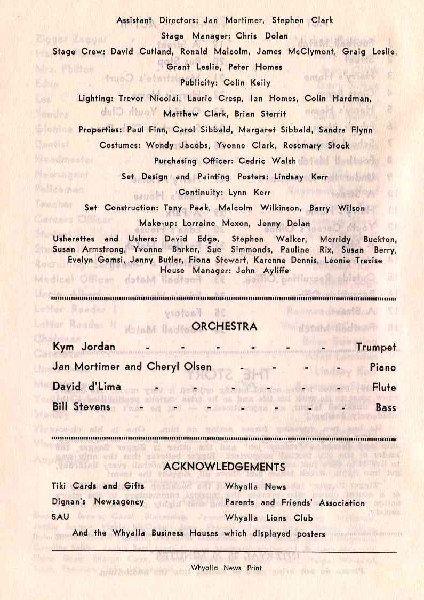 Assistant Directors: Jan Mortimer, Stephen Clark
Stage Manager: Chris Dolan
Stage Crew: David Cutland, Ronald Malcolm, James McClymont, Graig Leslie,
Grant Leslie, Peter Homes
Publicity: Colin Keily
Lighting: Trevor Nicolai, Laurie Cresp, Ian Homes, Colin Hardman,
Matthew Clark, Brian Sterrit
Properties: Paul Finn, Carol Sibbald, Margaret Sibbald, Sandra Flynn
Costumes: Wendy Jacobs, Yvonne Clark, Rosemary Stock
Purchasing Officer: Cedric Walsh
Set Design and Painting Posters: Lindsay Kerr
Continuity: Lynn Kerr
Set Construction: Tony Peak, Malcolm Wilkinson, Barry Wilson
Make-up: Lorraine Moxon, Jenny Dolan
Usherettes and Ushers: David Edge, Stephen Walker, Merridy Buckton,
Susan Armstrong, Yvonne Barker, Sue Simmonds, Pauline Rix, Susan Berry,
Evelyn Gomsi, Jenny Butler, Fiona Stewart, Karenne Dennis, Leonie Trezise
House Manager: John Ayliffe
ORCHESTRA
Kym Jordan - - - - - - Trumpet
Jan Mortimer and Cheryl Olsen - - - - Piano
David d'Lima - - - - - - Flute
Bill Stevens - - - - - - Bass
ACKNOWLEDGEMENTS
Tiki Cards and Gifts Whyalla News
Dignan's Newsagency Parents and Friends' Association
5AU Whyalla Lions Club
And the Whyalla Business Houses which displayed posters
Whyalla News Print